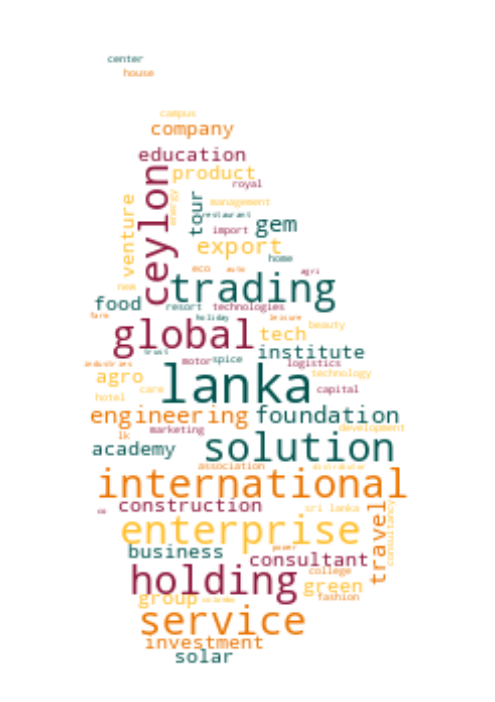 center
house
campus
company
education
product
royal
ceylon
energy
venture
tour
management
restaurant
gem
import
export
home
eco
auto
agri
trading
new
food
resort
technologies
farm
holiday
leisure
beauty
global
tech
trust
institute
industries
motor
spice
logistics
agro
technology
lanka
care
capital
hotel
engineering
foundation
marketing
development
lk
solution
academy
association
distributor
international
co
construction
sri lanka
travel
consultancy
enterprise
business
power
consultant
holding
college
green
group
fashion
service
investment
solar